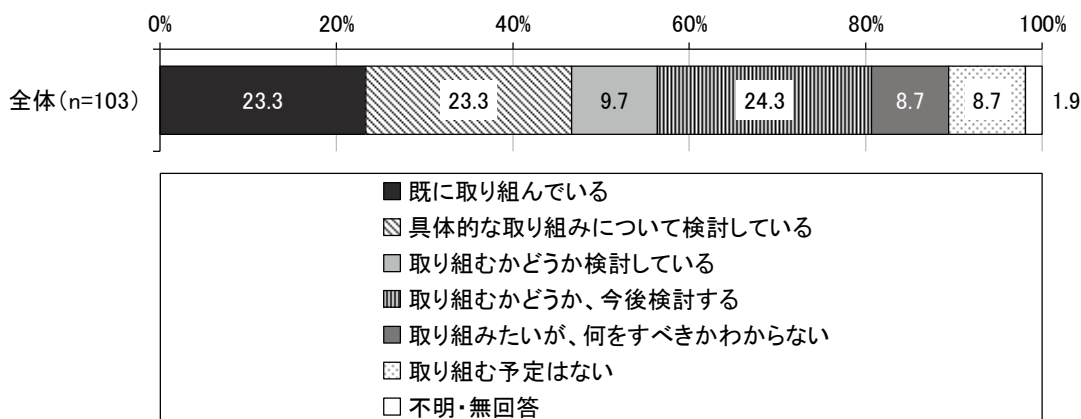 0% 20% 40% 60% 80% 100%
全体(n=103) 23.3 23.3 9.7 24.3 8.7 8.7 1.9
既に取り組んでいる
具体的な取り組みについて検討している
取り組むかどうか検討している
取り組むかどうか、今後検討する
取り組みたいが、何をすべきかわからない
取り組む予定はない
不明・無回答